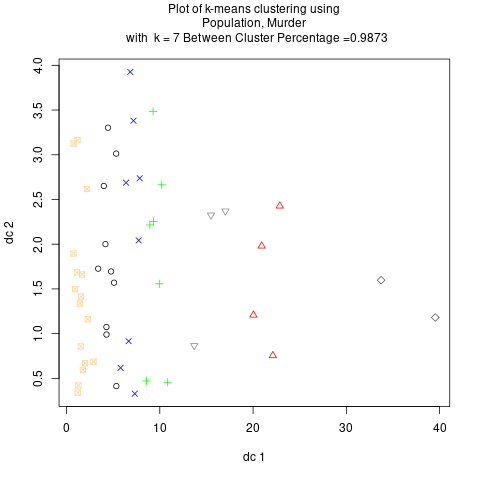 Plot of k-means clustering using
Population, Murder
with k = 7 Between Cluster Percentage =0.9873
4.0
3.5
3.0
2.5
2.0
1.5
1.0
0.5
dc 2
0 10 20 30 40
dc 1